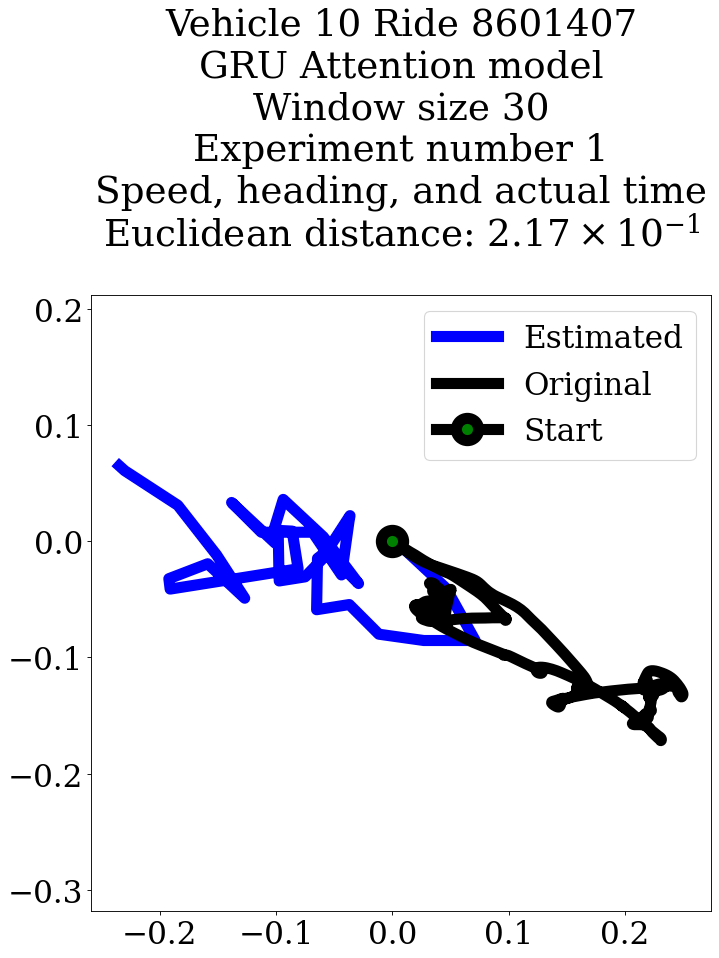 Vehicle 10 Ride 8601407
GRU Attention model
Window size 30
Experiment number 1
Speed, heading, and actual time
Euclidean distance: 2.17 × 10⁻¹
Estimated
Original
Start
0.2
0.1
0.0
−0.1
−0.2
−0.3
−0.2 −0.1 0.0 0.1 0.2